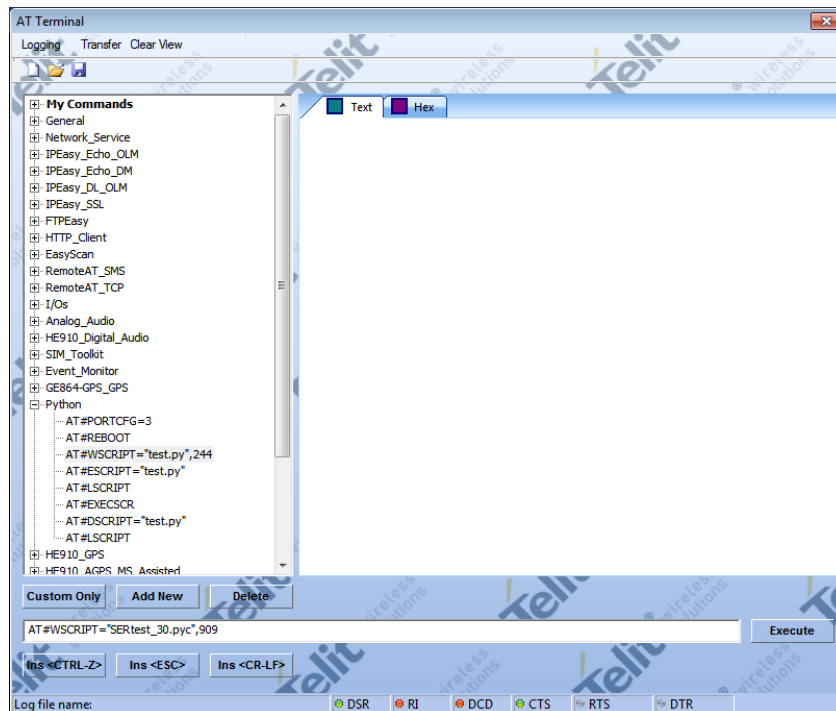 AT Terminal
Logging Transfer Clear View
My Commands
General
Network_Service
IPEasy_Echo_OLM
IPEasy_Echo_DM
IPEasy_DL_OLM
IPEasy_SSL
FTPEasy
HTTP_Client
EasyScan
RemoteAT_SMS
RemoteAT_TCP
I/Os
Analog_Audio
HE910_Digital_Audio
SIM_Toolkit
Event_Monitor
GE864-GPS_GPS
Python
AT#PORTCFG=3
AT#REBOOT
AT#WSCRIPT="test.py",244
AT#ESCRIPT="test.py"
AT#LSCRIPT
AT#EXECSCR
AT#DSCRIPT="test.py"
AT#LSCRIPT
HE910_GPS
HE910_AGPS_MS_Assisted
Text Hex
Custom Only Add New Delete
AT#WSCRIPT="SERtest_30.pyc",909
Execute
Ins <CTRL-Z> Ins <ESC> Ins <CR-LF>
Log file name: DSR RI DCD CTS RTS DTR
Telit
wireless
solutions